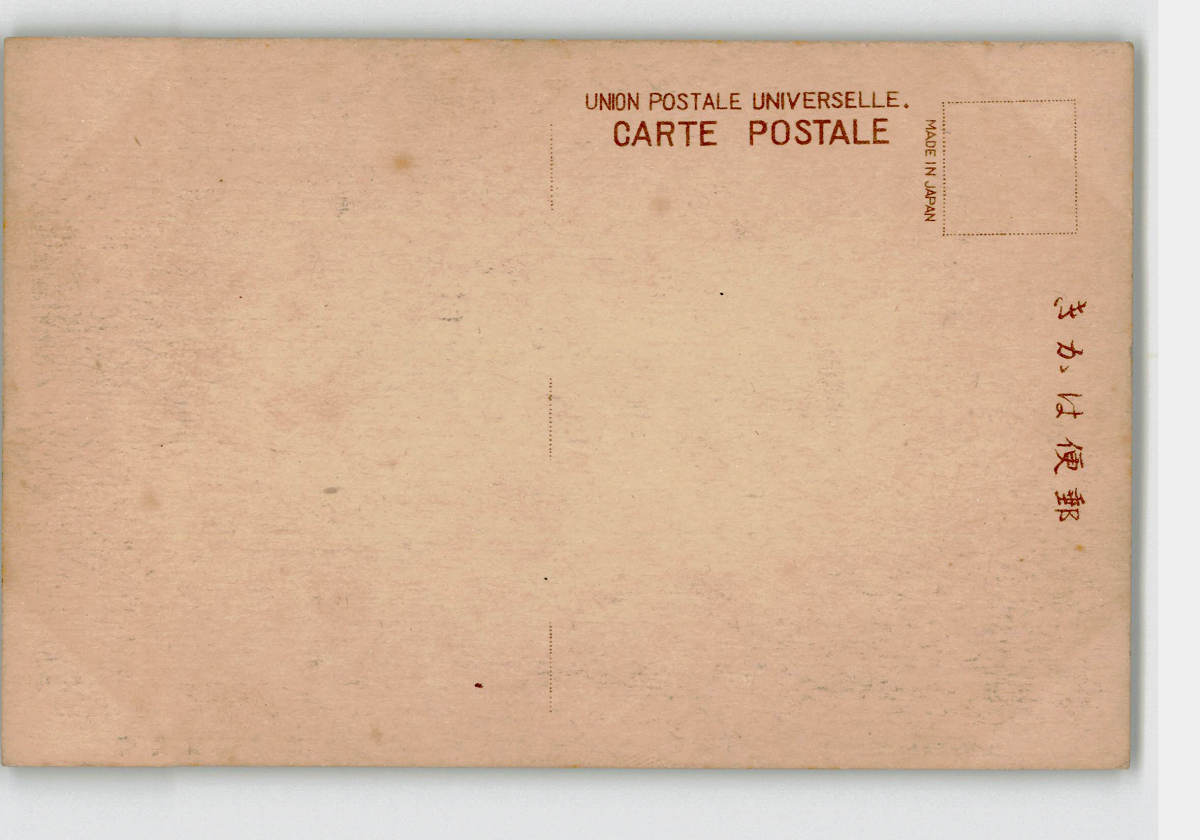 UNION POSTALE UNIVERSELLE.
CARTE POSTALE
MADE IN JAPAN
きかは便郵